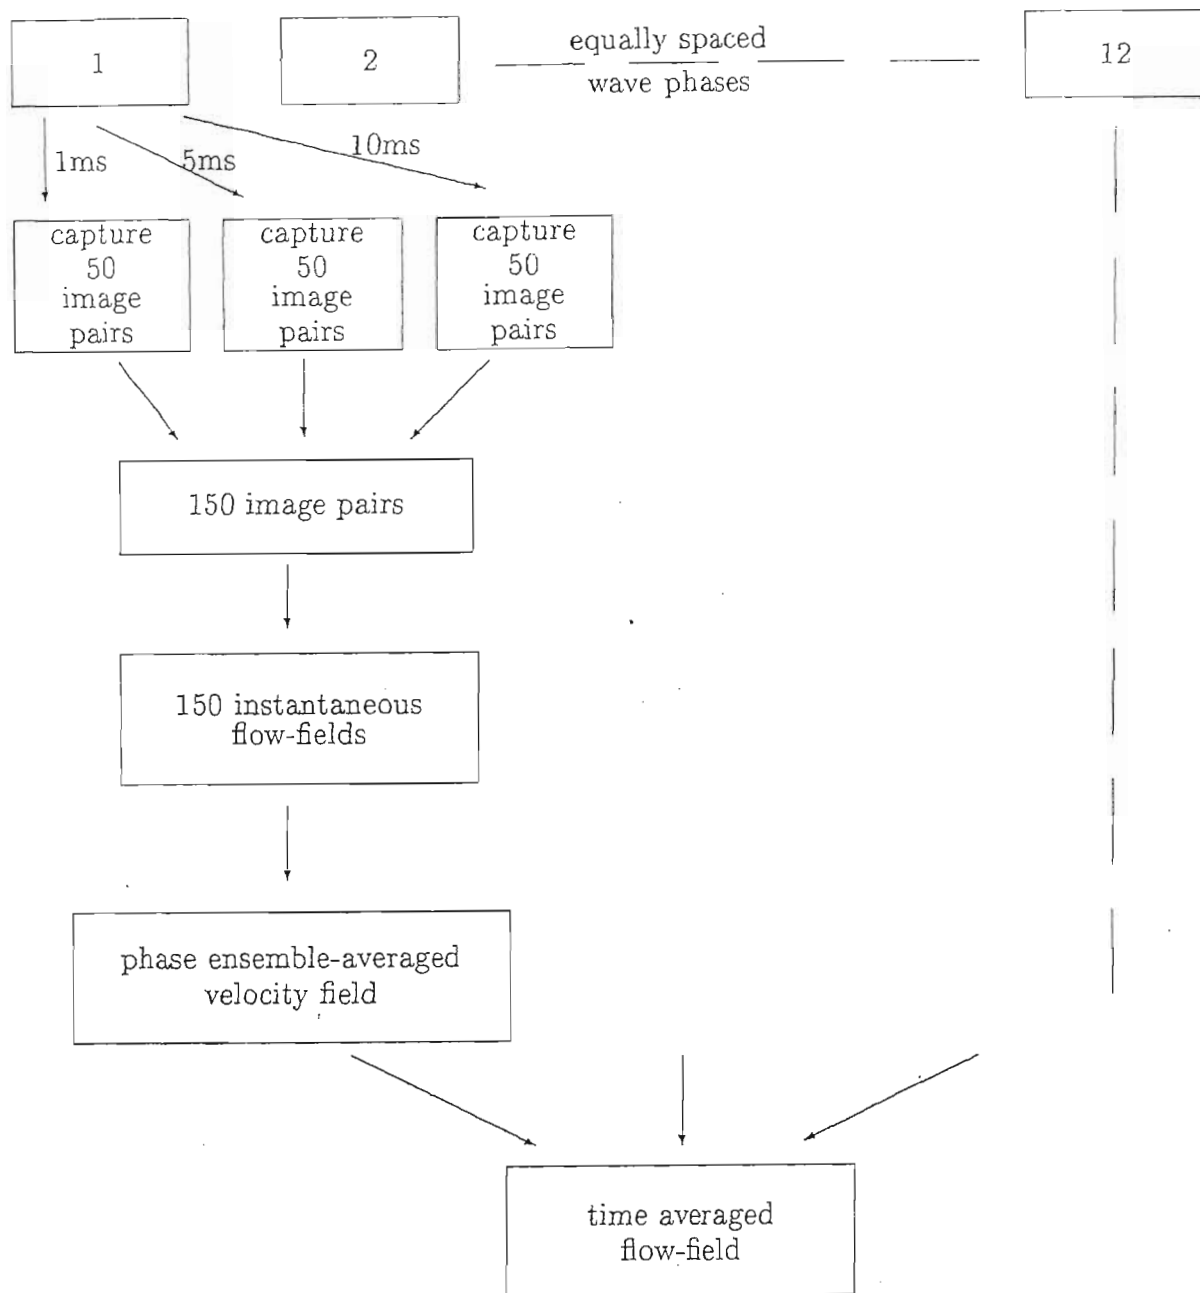 1
2
equally spaced
wave phases
12
1ms
5ms
10ms
capture
50
image
pairs
capture
50
image
pairs
capture
50
image
pairs
150 image pairs
150 instantaneous
flow-fields
phase ensemble-averaged
velocity field
time averaged
flow-field